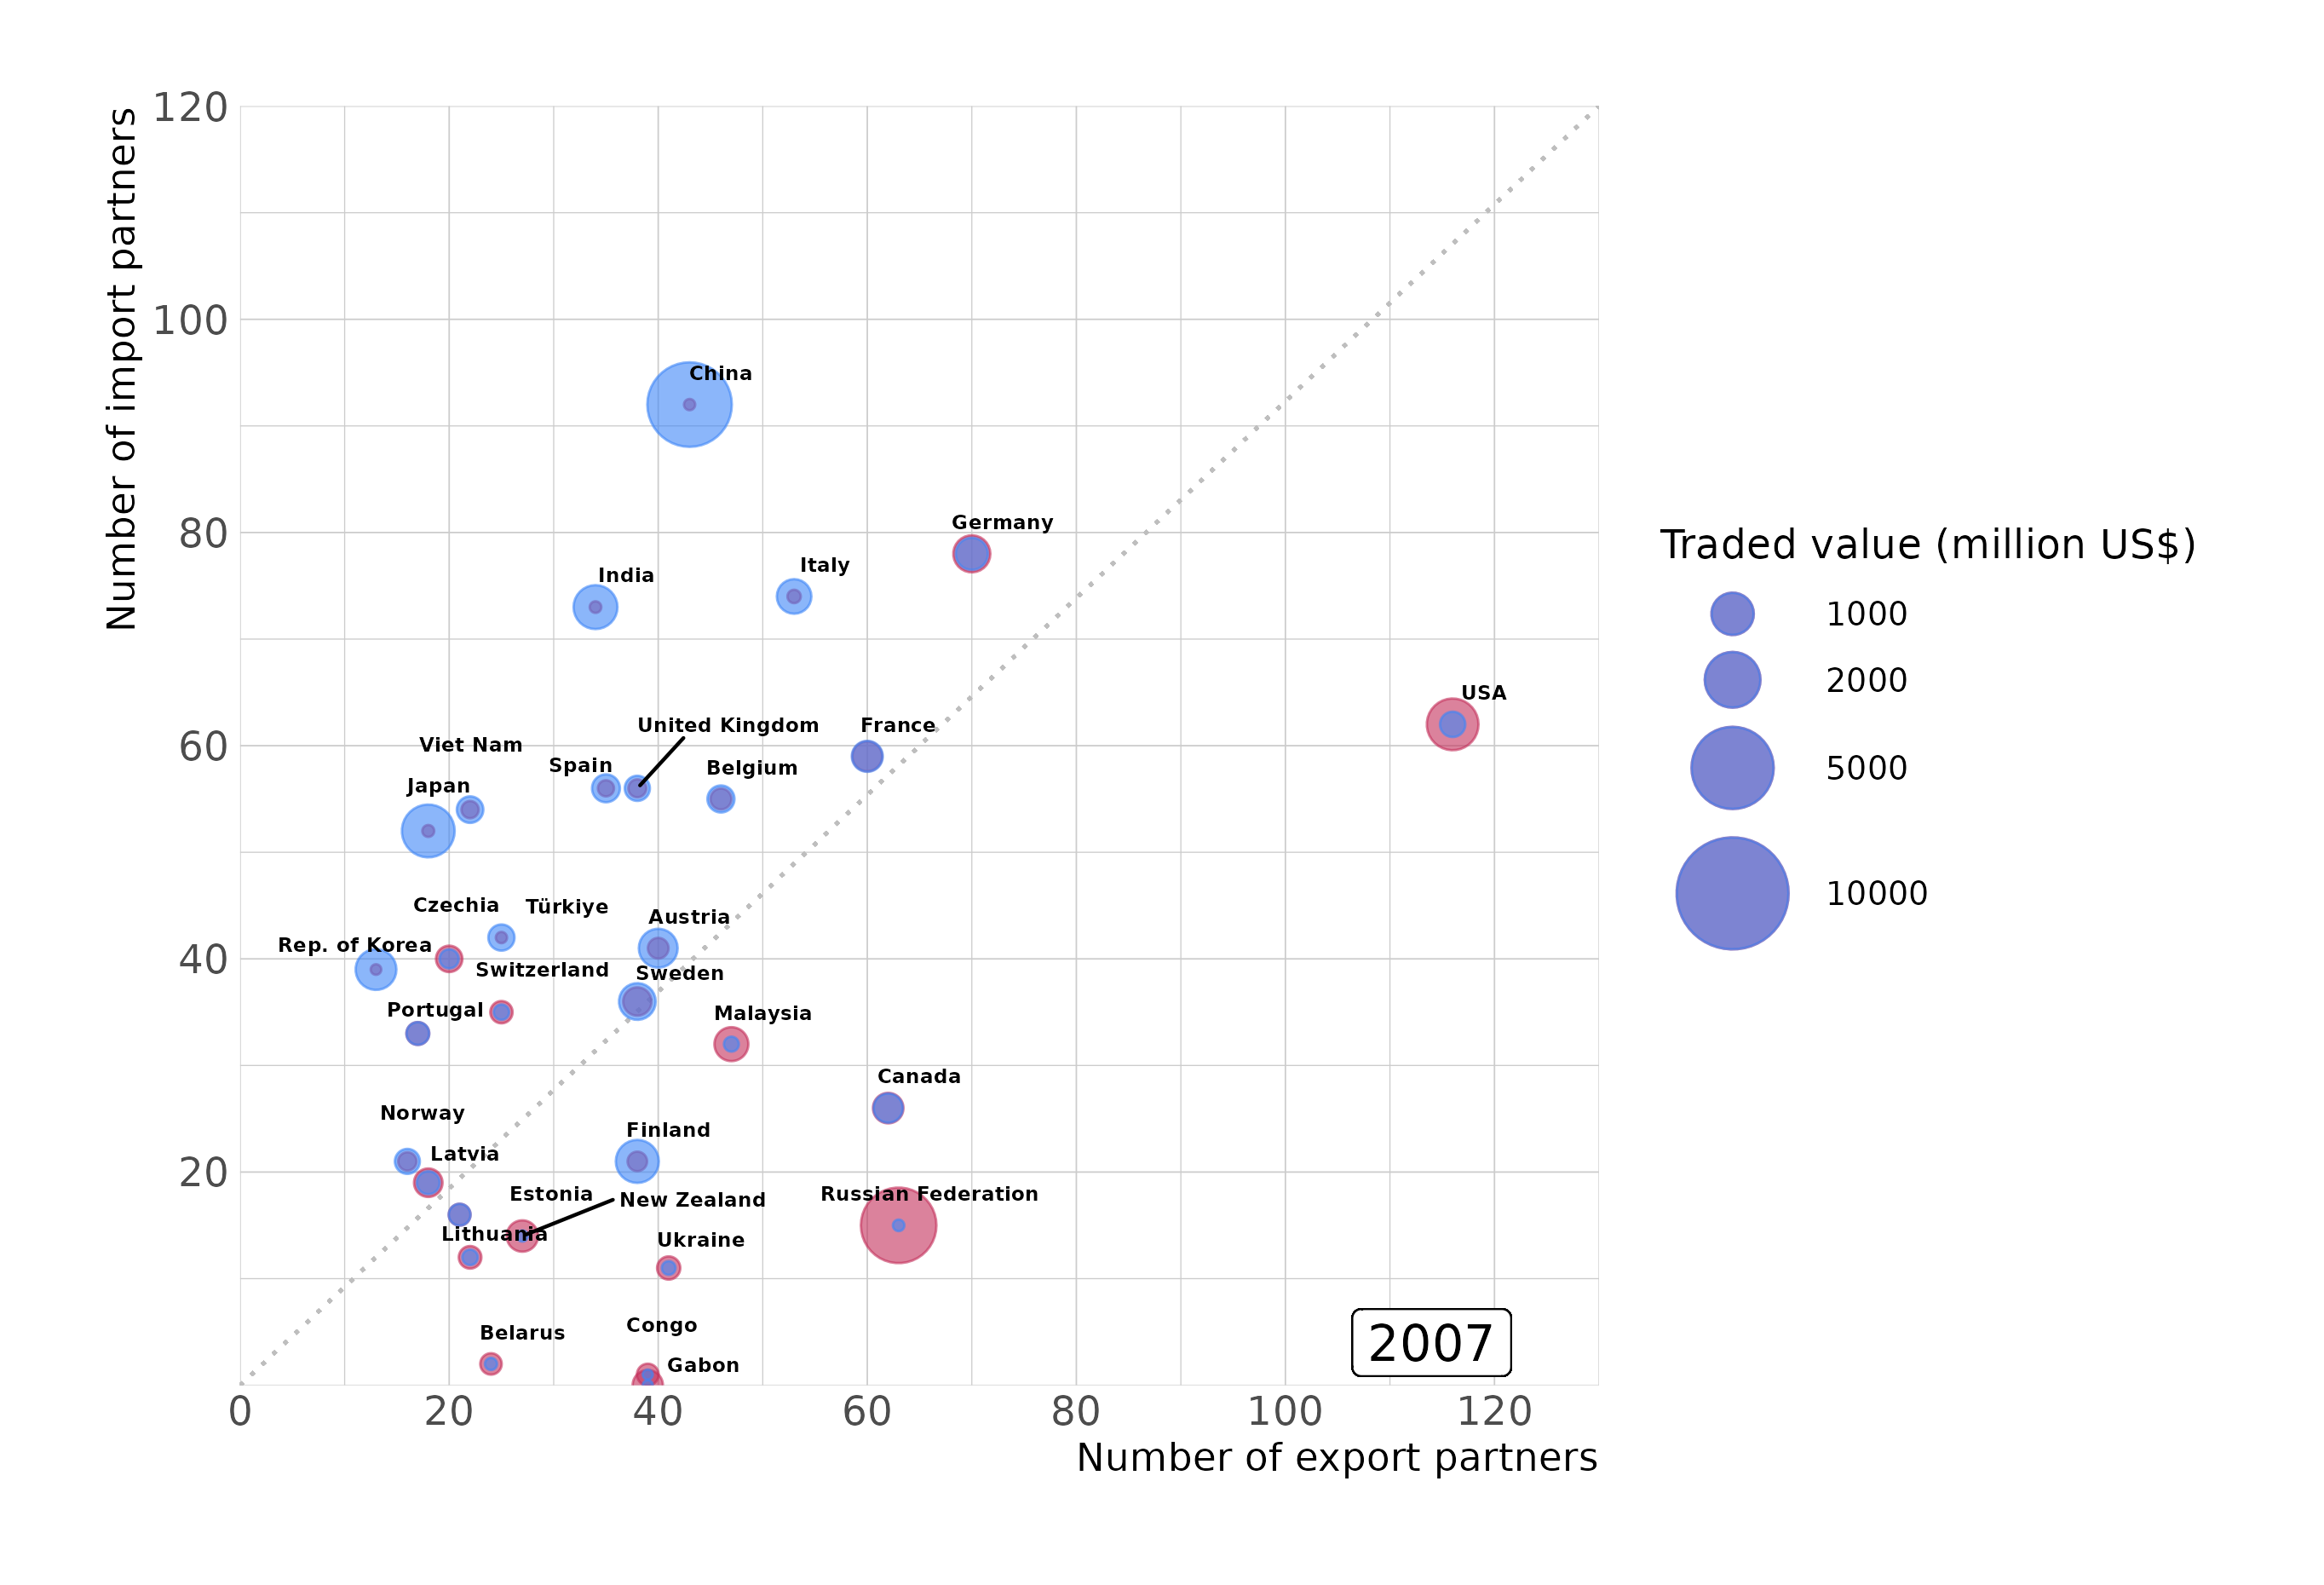 Number of import partners
120
100
80
60
40
20
China
Germany
Italy
India
USA
United Kingdom
France
Viet Nam
Spain
Belgium
Japan
Czechia
Türkiye
Austria
Rep. of Korea
Switzerland
Sweden
Portugal
Malaysia
Canada
Norway
Finland
Latvia
Estonia
New Zealand
Russian Federation
Lithuania
Ukraine
Congo
Belarus
Gabon
2007
0
20
40
60
80
100
120
Number of export partners
Traded value (million US$)
1000
2000
5000
10000